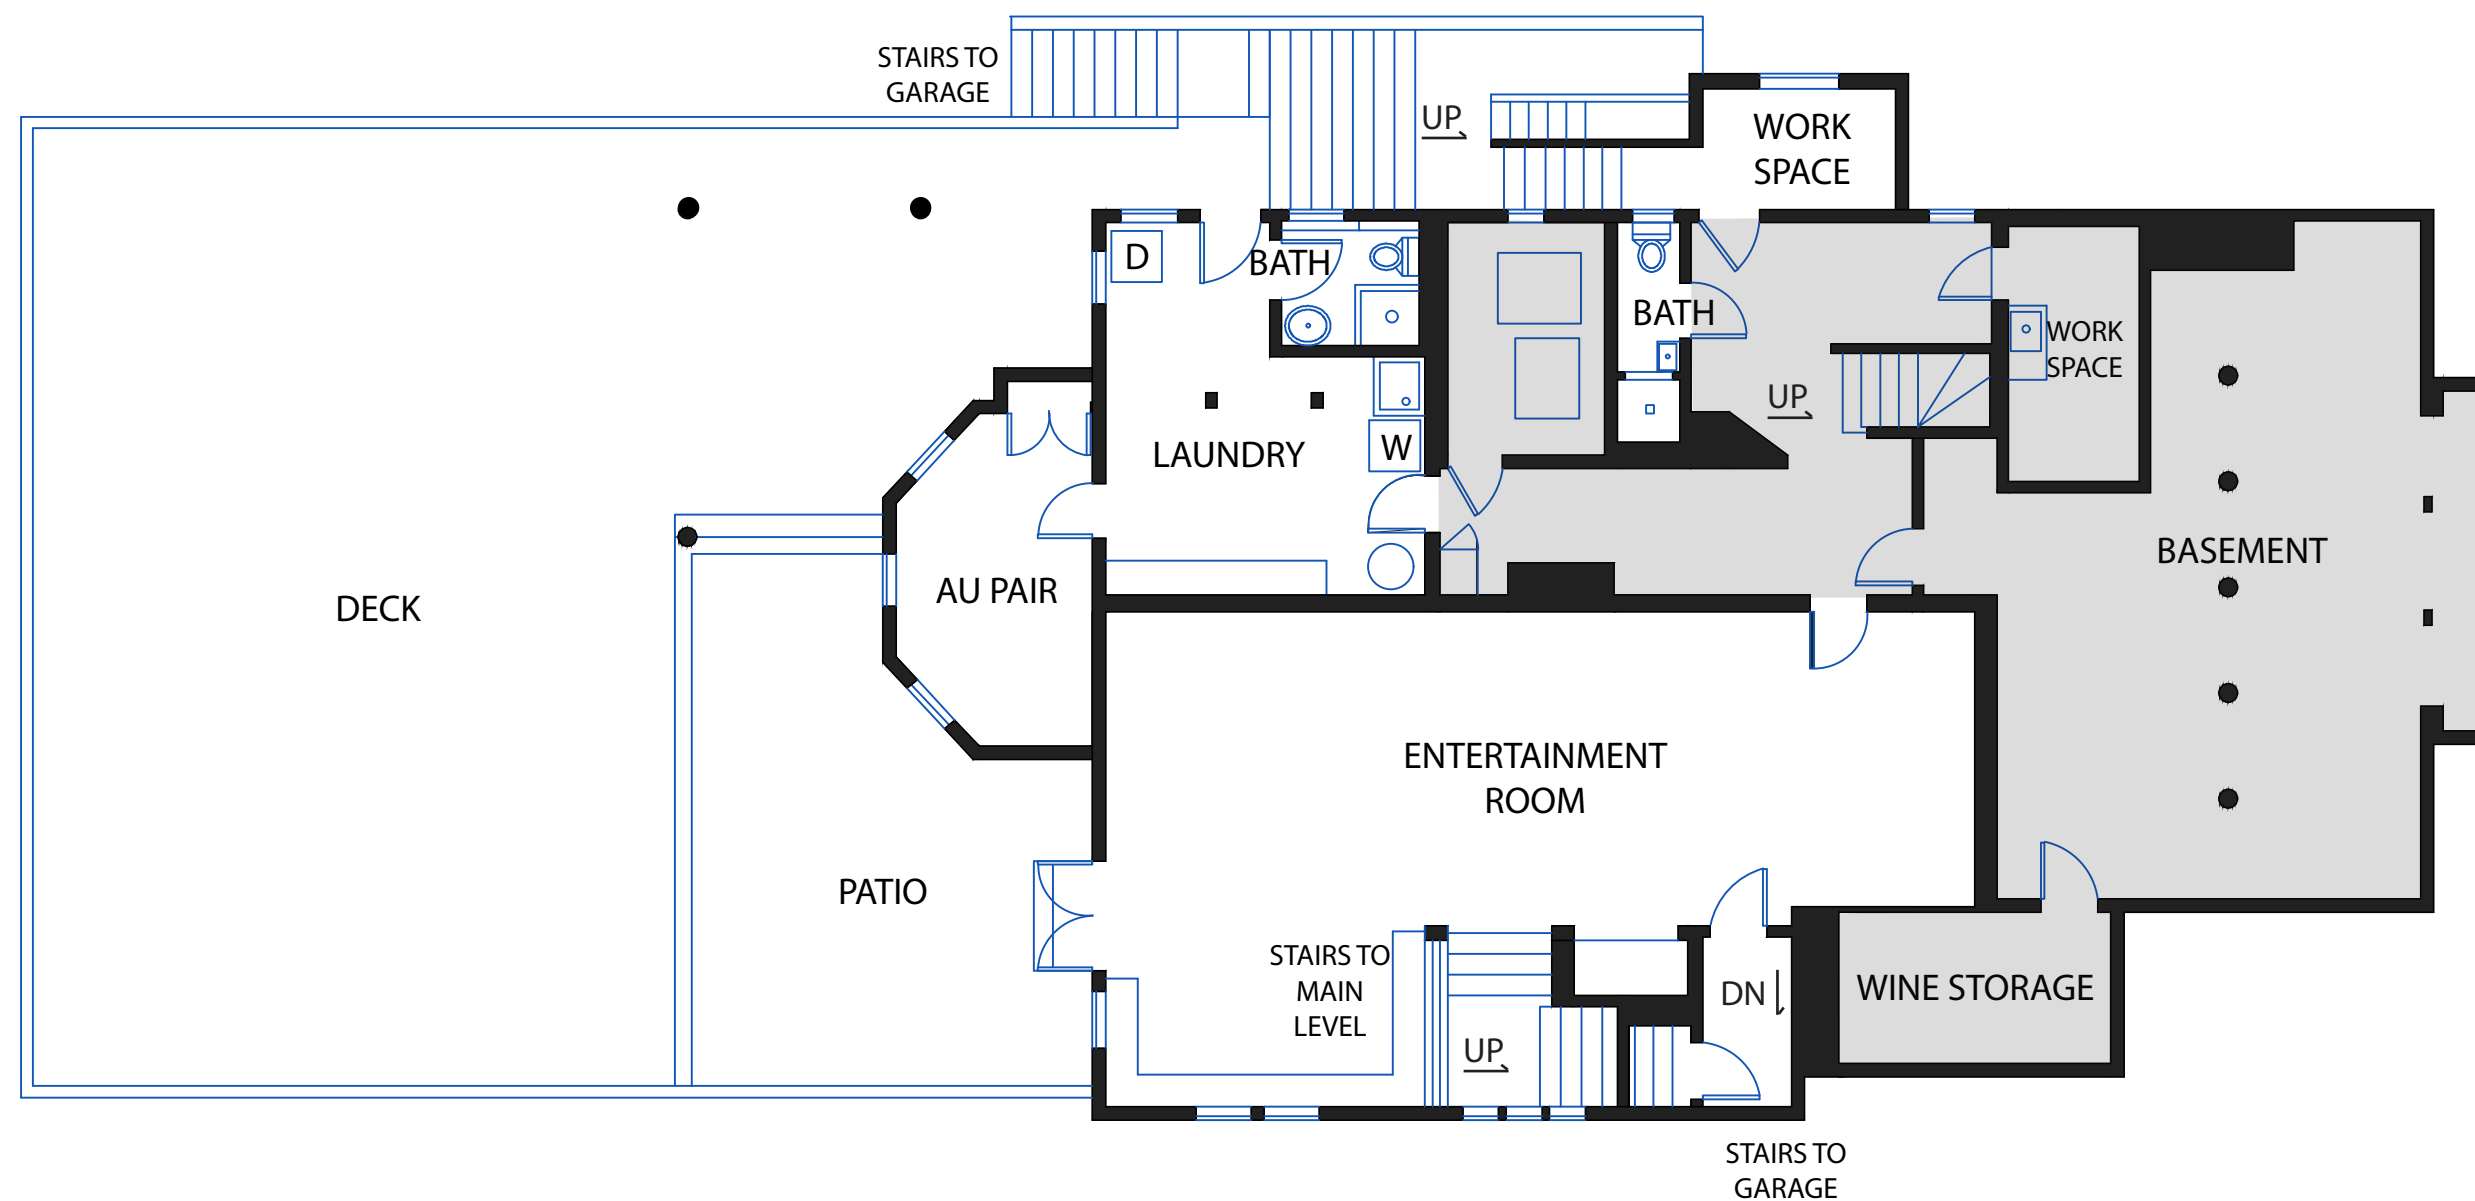 STAIRS TO
GARAGE
UP
WORK
SPACE
D
BATH
BATH
WORK
SPACE
UP
W
LAUNDRY
BASEMENT
AU PAIR
DECK
ENTERTAINMENT
ROOM
PATIO
STAIRS TO
MAIN
LEVEL
DN
WINE STORAGE
UP
STAIRS TO
GARAGE